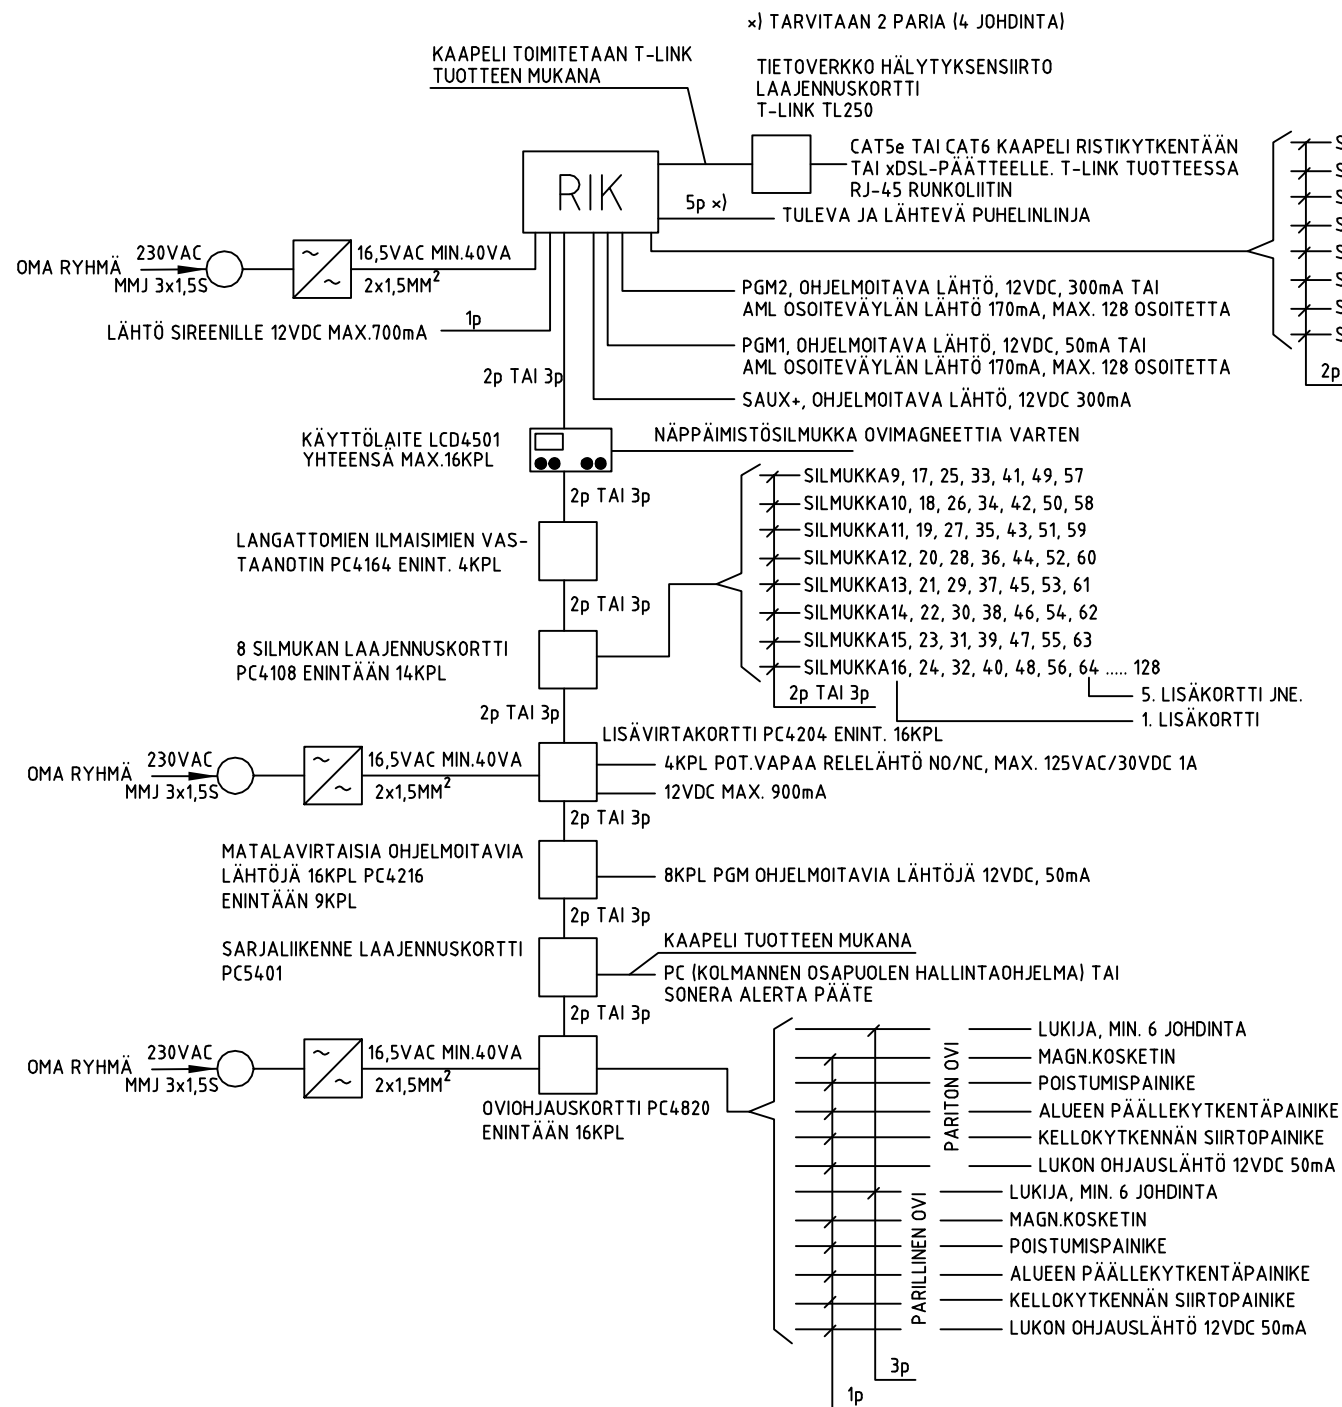 ×) TARVITAAN 2 PARIA (4 JOHDINTA)
KAAPELI TOIMITETAAN T-LINK
TUOTTEEN MUKANA
TIETOVERKKO HÄLYTYKSENSIIRTO
LAAJENNUSKORTTI
T-LINK TL250
CAT5e TAI CAT6 KAAPELI RISTIKYTKENTÄÄN
TAI xDSL-PÄÄTTEELLE. T-LINK TUOTTEESSA
RJ-45 RUNKOLIITIN
RIK
5p ×)
TULEVA JA LÄHTEVÄ PUHELINLINJA
S
S
S
S
S
S
S
S
2p
OMA RYHMÄ
230VAC
MMJ 3x1,5S
16,5VAC MIN.40VA
2x1,5MM²
LÄHTÖ SIREENILLE 12VDC MAX.700mA
1p
PGM2, OHJELMOITAVA LÄHTÖ, 12VDC, 300mA TAI
AML OSOITEVÄYLÄN LÄHTÖ 170mA, MAX. 128 OSOITETTA
PGM1, OHJELMOITAVA LÄHTÖ, 12VDC, 50mA TAI
AML OSOITEVÄYLÄN LÄHTÖ 170mA, MAX. 128 OSOITETTA
2p TAI 3p
SAUX+, OHJELMOITAVA LÄHTÖ, 12VDC 300mA
KÄYTTÖLAITE LCD4501
YHTEENSÄ MAX.16KPL
NÄPPÄIMISTÖSILMUKKA OVIMAGNEETTIA VARTEN
2p TAI 3p
SILMUKKA9, 17, 25, 33, 41, 49, 57
SILMUKKA10, 18, 26, 34, 42, 50, 58
SILMUKKA11, 19, 27, 35, 43, 51, 59
SILMUKKA12, 20, 28, 36, 44, 52, 60
SILMUKKA13, 21, 29, 37, 45, 53, 61
SILMUKKA14, 22, 30, 38, 46, 54, 62
SILMUKKA15, 23, 31, 39, 47, 55, 63
SILMUKKA16, 24, 32, 40, 48, 56, 64 ..... 128
2p TAI 3p
5. LISÄKORTTI JNE.
1. LISÄKORTTI
LANGATTOMIEN ILMAISIMIEN VAS-
TAANOTIN PC4164 ENINT. 4KPL
2p TAI 3p
8 SILMUKAN LAAJENNUSKORTTI
PC4108 ENINTÄÄN 14KPL
2p TAI 3p
LISÄVIRTAKORTTI PC4204 ENINT. 16KPL
OMA RYHMÄ
230VAC
MMJ 3x1,5S
16,5VAC MIN.40VA
2x1,5MM²
4KPL POT.VAPAA RELELÄHTÖ NO/NC, MAX. 125VAC/30VDC 1A
12VDC MAX. 900mA
2p TAI 3p
MATALAVIRTAISIA OHJELMOITAVIA
LÄHTÖJÄ 16KPL PC4216
ENINTÄÄN 9KPL
8KPL PGM OHJELMOITAVIA LÄHTÖJÄ 12VDC, 50mA
2p TAI 3p
SARJALIIKENNE LAAJENNUSKORTTI
PC5401
KAAPELI TUOTTEEN MUKANA
PC (KOLMANNEN OSAPUOLEN HALLINTAOHJELMA) TAI
SONERA ALERTA PÄÄTE
2p TAI 3p
OMA RYHMÄ
230VAC
MMJ 3x1,5S
16,5VAC MIN.40VA
2x1,5MM²
OVIOHJAUSKORTTI PC4820
ENINTÄÄN 16KPL
PARITON OVI
LUKIJA, MIN. 6 JOHDINTA
MAGN.KOSKETIN
POISTUMISPAINIKE
ALUEEN PÄÄLLEKYTKENTÄPAINIKE
KELLOKYTKENNÄN SIIRTOPAINIKE
LUKON OHJAUSLÄHTÖ 12VDC 50mA
PARILLINEN OVI
LUKIJA, MIN. 6 JOHDINTA
MAGN.KOSKETIN
POISTUMISPAINIKE
ALUEEN PÄÄLLEKYTKENTÄPAINIKE
KELLOKYTKENNÄN SIIRTOPAINIKE
LUKON OHJAUSLÄHTÖ 12VDC 50mA
3p
1p